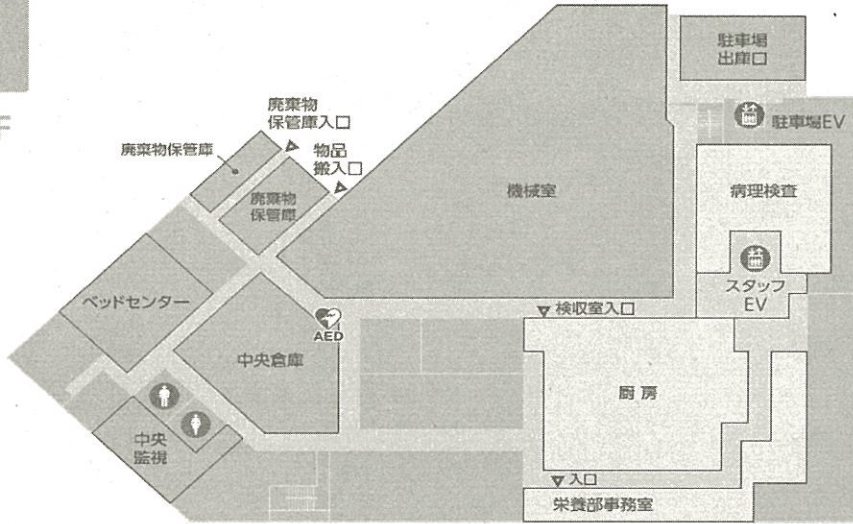 駐車場
出庫口
廃棄物
保管庫入口
駐車場EV
廃棄物保管庫
物品
搬入口
廃棄物
保管庫
機械室
病理検査
スタッフ
EV
ベッドセンター
検収室入口
AED
中央倉庫
厨房
中央
監視
入口
栄養部事務室